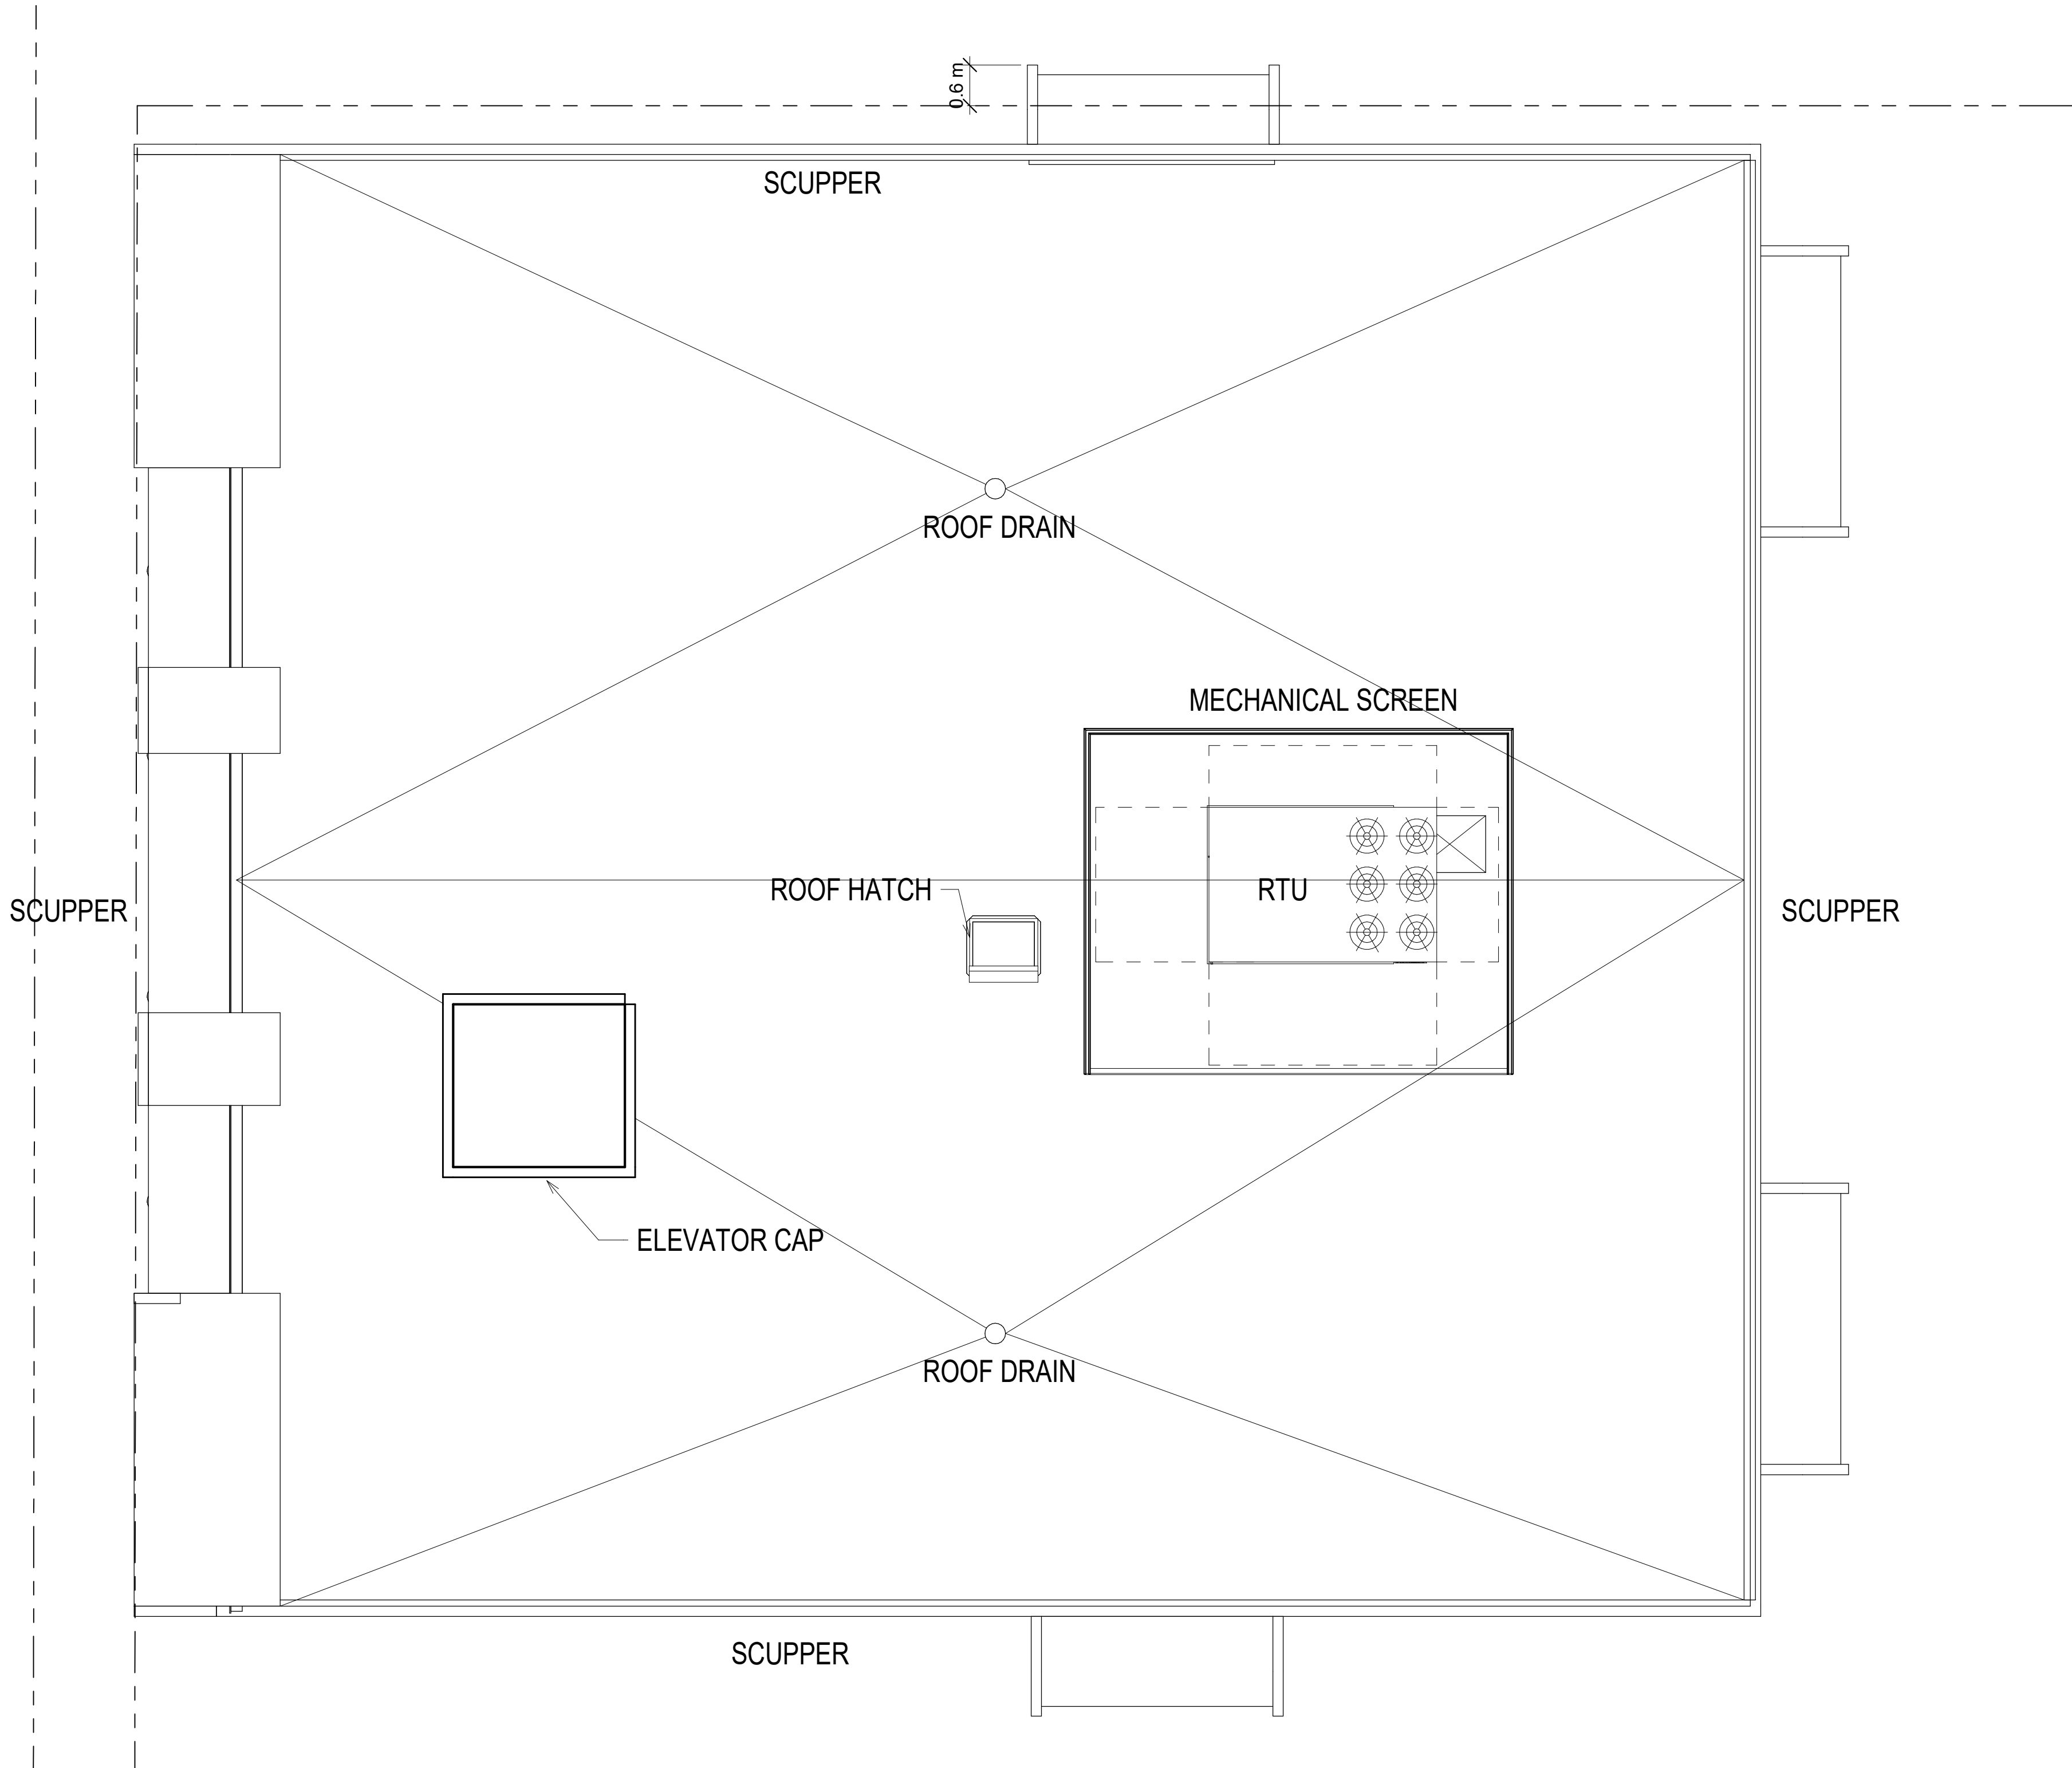 0.6 m
SCUPPER
ROOF DRAIN
MECHANICAL SCREEN
ROOF HATCH
RTU
SCUPPER
SCUPPER
ELEVATOR CAP
ROOF DRAIN
SCUPPER